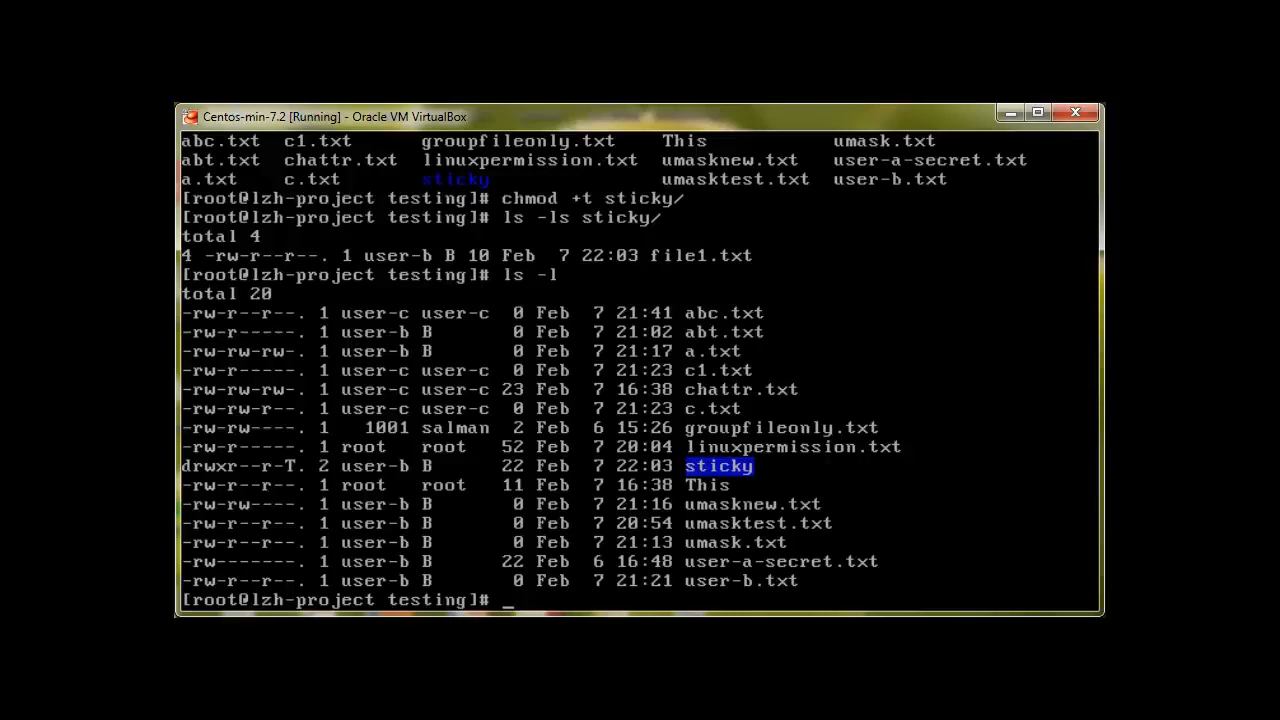 Centos-min-7.2 [Running] - Oracle VM VirtualBox
abc.txt c1.txt groupfileonly.txt This umask.txt
abt.txt chattr.txt linuxpermission.txt umasknew.txt user-a-secret.txt
a.txt c.txt sticky umasktest.txt user-b.txt
[root@lzh-project testing]# chmod +t sticky/
[root@lzh-project testing]# ls -ls sticky/
total 4
4 -rw-r--r--. 1 user-b B 10 Feb 7 22:03 file1.txt
[root@lzh-project testing]# ls -l
total 20
-rw-r--r--. 1 user-c user-c 0 Feb 7 21:41 abc.txt
-rw-r-----. 1 user-b B 0 Feb 7 21:02 abt.txt
-rw-rw-rw-. 1 user-b B 0 Feb 7 21:17 a.txt
-rw-r-----. 1 user-c user-c 0 Feb 7 21:23 c1.txt
-rw-rw-rw-. 1 user-c user-c 23 Feb 7 16:38 chattr.txt
-rw-rw-r--. 1 user-c user-c 0 Feb 7 21:23 c.txt
-rw-rw----. 1 1001 salman 2 Feb 6 15:26 groupfileonly.txt
-rw-r-----. 1 root root 52 Feb 7 20:04 linuxpermission.txt
drwxr--r-T. 2 user-b B 22 Feb 7 22:03 sticky
-rw-r--r--. 1 root root 11 Feb 7 16:38 This
-rw-rw----. 1 user-b B 0 Feb 7 21:16 umasknew.txt
-rw-r--r--. 1 user-b B 0 Feb 7 20:54 umasktest.txt
-rw-r--r--. 1 user-b B 0 Feb 7 21:13 umask.txt
-rw-------. 1 user-b B 22 Feb 6 16:48 user-a-secret.txt
-rw-r--r--. 1 user-b B 0 Feb 7 21:21 user-b.txt
[root@lzh-project testing]# _